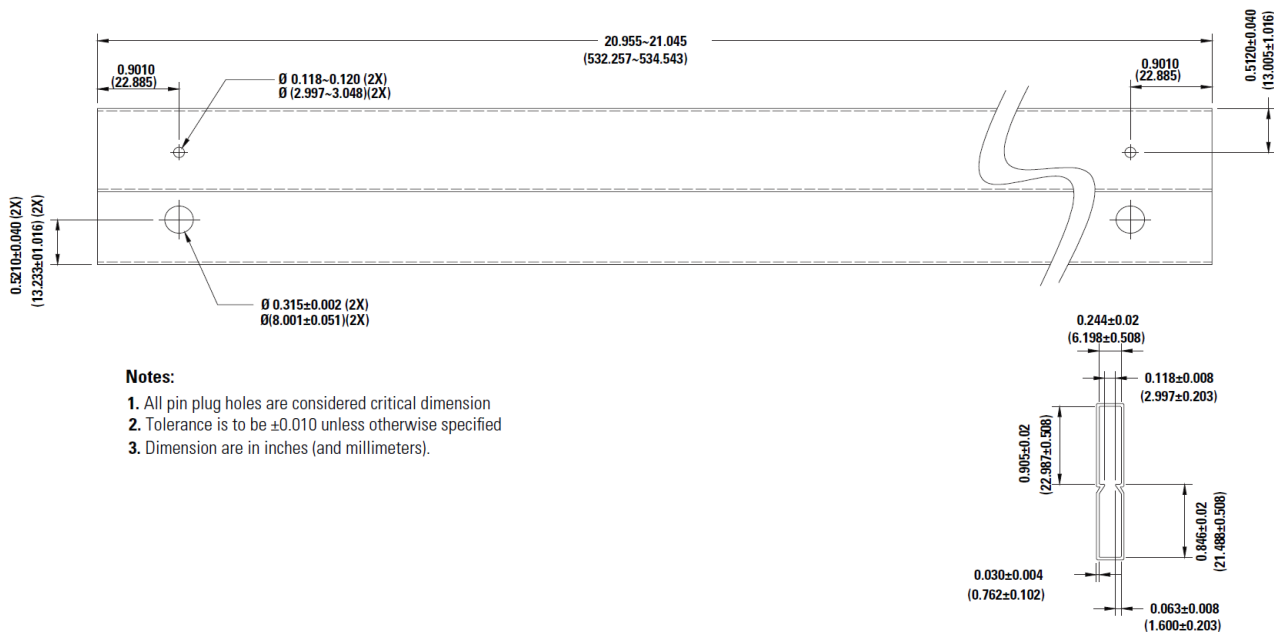 20.955~21.045
(532.257~534.543)
0.5120±0.040
(13.005±1.016)
0.9010
(22.885)
Ø 0.118~0.120 (2X)
Ø (2.997~3.048)(2X)
0.9010
(22.885)
0.5210±0.040 (2X)
(13.233±01.016) (2X)
Ø 0.315±0.002 (2X)
Ø(8.001±0.051)(2X)
Notes:
1. All pin plug holes are considered critical dimension
2. Tolerance is to be ±0.010 unless otherwise specified
3. Dimension are in inches (and millimeters).
0.244±0.02
(6.198±0.508)
0.118±0.008
(2.997±0.203)
0.905±0.02
(22.987±0.508)
0.846±0.02
(21.488±0.508)
0.030±0.004
(0.762±0.102)
0.063±0.008
(1.600±0.203)